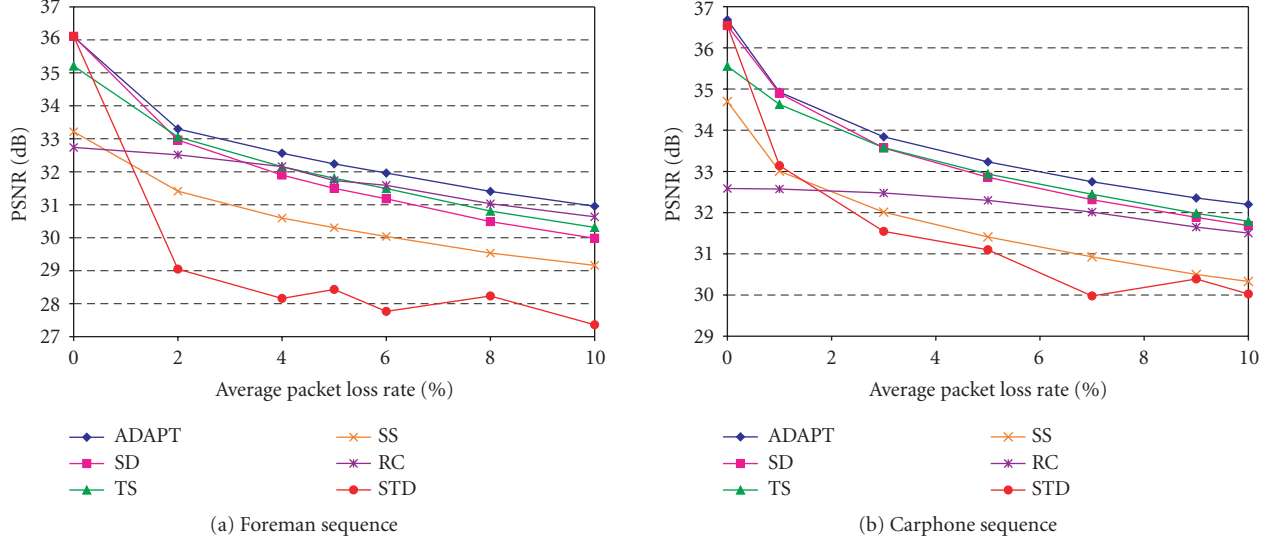 37
36
35
34
33
32
31
30
29
28
27
PSNR (dB)
0 2 4 6 8 10
Average packet loss rate (%)
ADAPT SS
SD RC
TS STD
(a) Foreman sequence
37
36
35
34
33
32
31
30
29
PSNR (dB)
0 2 4 6 8 10
Average packet loss rate (%)
ADAPT SS
SD RC
TS STD
(b) Carphone sequence